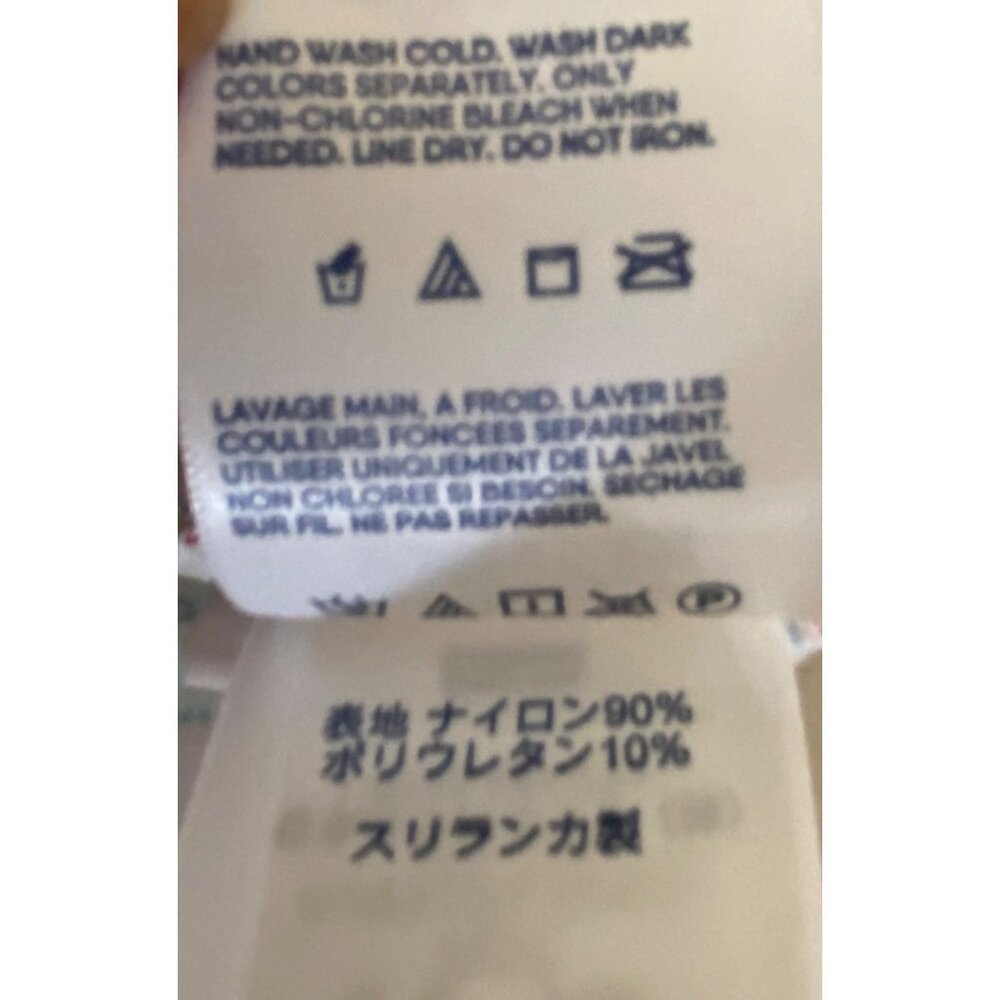 HAND WASH COLD. WASH DARK
COLORS SEPARATELY. ONLY
NON-CHLORINE BLEACH WHEN
NEEDED. LINE DRY. DO NOT IRON.
LAVAGE MAIN, A FROID. LAVER LES
COULEURS FONCEES SEPAREMENT.
UTILISER UNIQUEMENT DE LA JAVEL
NON CHLOREE SI BESOIN. SECHAGE
SUR FIL. NE PAS REPASSER.
P
表地 ナイロン90%
ポリウレタン10%
スリランカ製